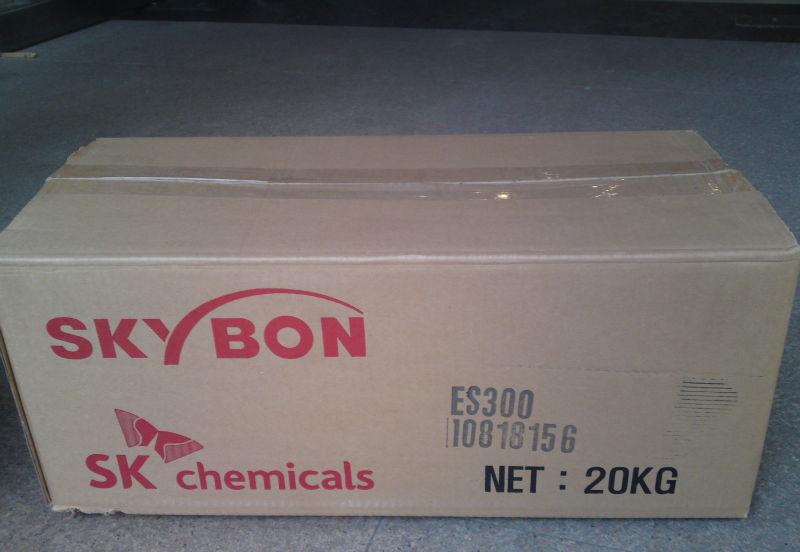 SKYBON
SK chemicals
ES300
10818156
NET : 20KG